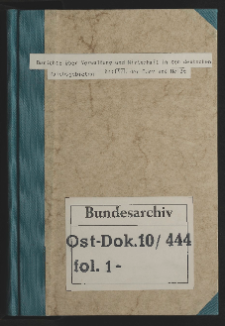 Berichte über Verwaltung und Wirtschaft in den deutschen
Bundesarchiv
Ost-Dok.10/ 444
fol. 1-